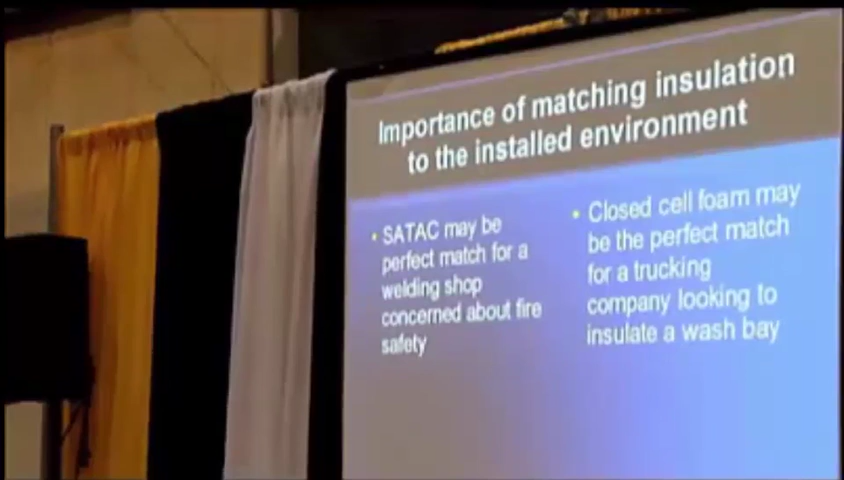 Importance of matching insulation
to the installed environment
• SATAC may be
perfect match for a
welding shop
concerned about fire
safety
• Closed cell foam may
be the perfect match
for a trucking
company looking to
insulate a wash bay